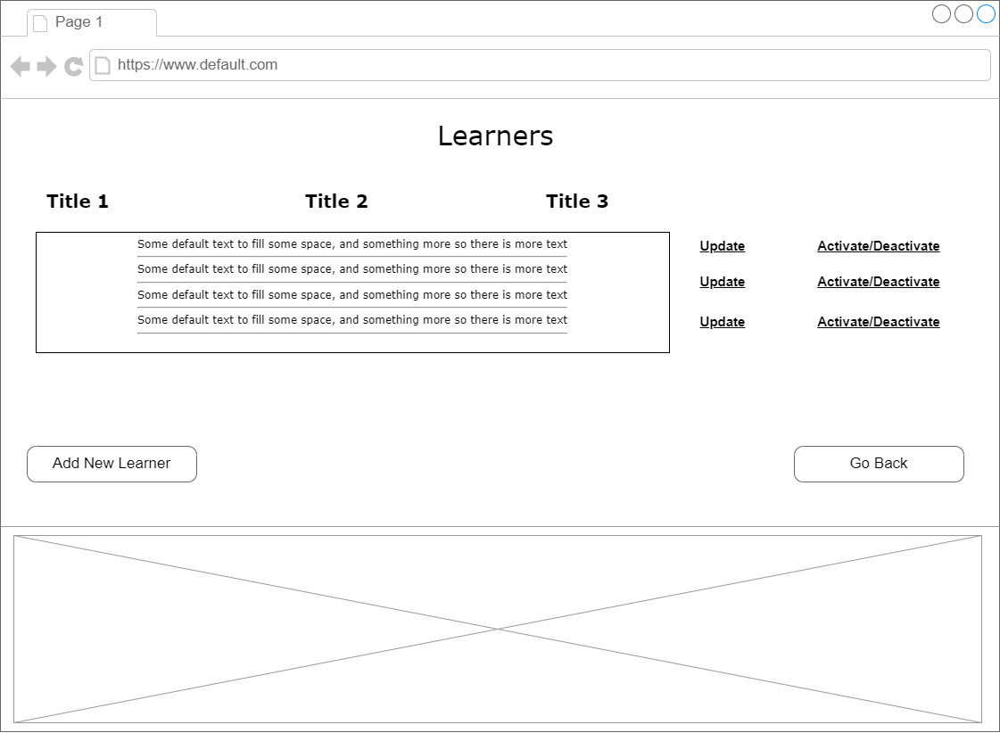 Page 1
https://www.default.com
Learners
Title 1 Title 2 Title 3
Some default text to fill some space, and something more so there is more text Update Activate/Deactivate
Some default text to fill some space, and something more so there is more text Update Activate/Deactivate
Some default text to fill some space, and something more so there is more text
Some default text to fill some space, and something more so there is more text Update Activate/Deactivate
Add New Learner Go Back